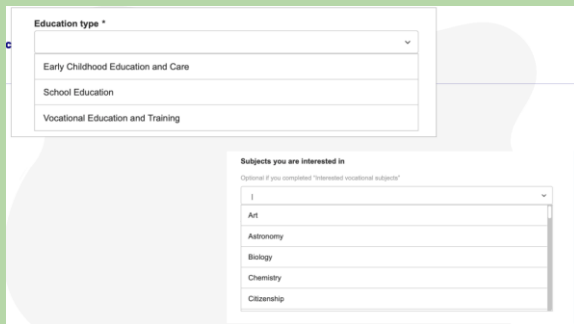 Education type *
Early Childhood Education and Care
School Education
Vocational Education and Training
Subjects you are interested in
Optional if you completed "Interested vocational subjects"
Art
Astronomy
Biology
Chemistry
Citizenship